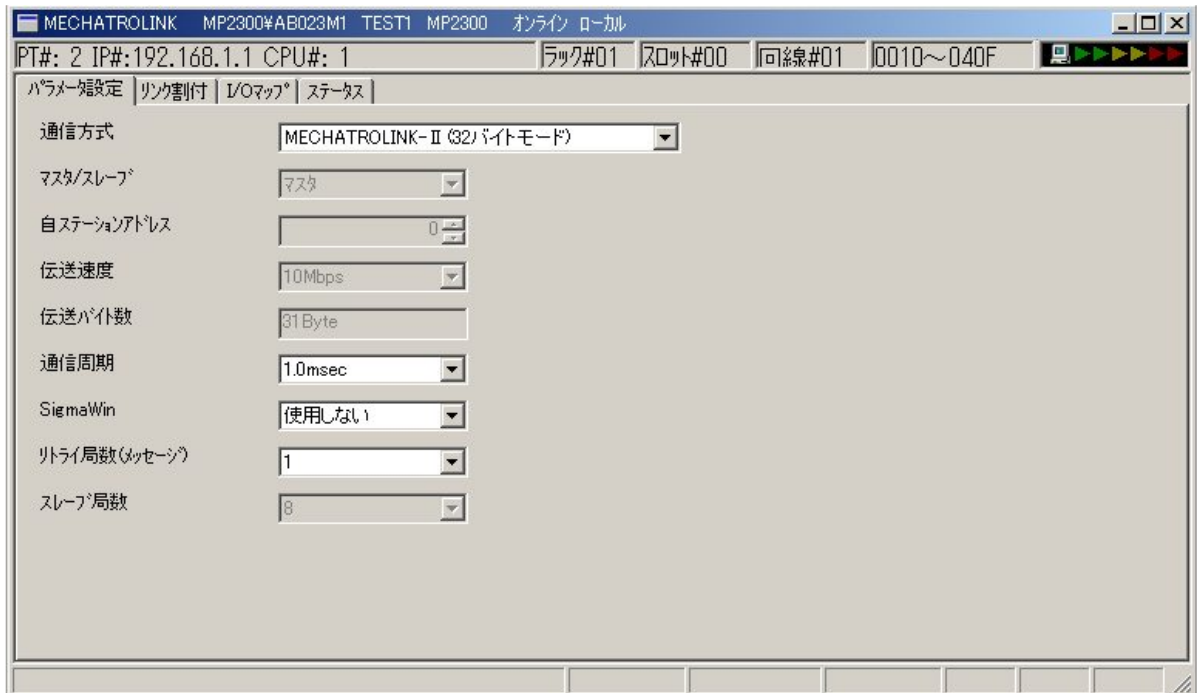 MECHATROLINK MP2300¥AB023M1 TEST1 MP2300 オンライン ローカル
PT#: 2 IP#:192.168.1.1 CPU#: 1 ラック#01 スロット#00 回線#01 0010～040F
パラメータ設定 リンク割付 I/Oマップ ステータス
通信方式 MECHATROLINK-Ⅱ (32バイトモード)
マスタ/スレーブ マスタ
自ステーションアドレス 0
伝送速度 10Mbps
伝送バイト数 31Byte
通信周期 1.0msec
SigmaWin 使用しない
リトライ局数(メッセージ) 1
スレーブ局数 8